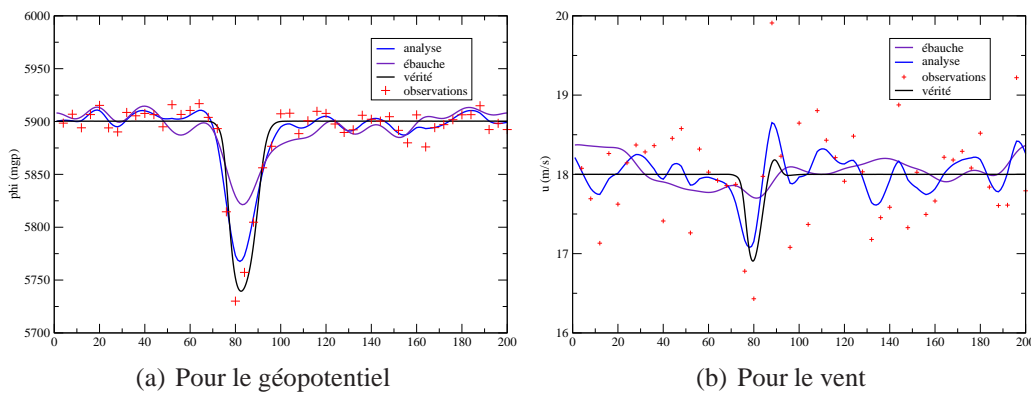 6000
5950
5900
5850
5800
5750
5700
phi (mgp)
0 20 40 60 80 100 120 140 160 180 200
analyse
ébauche
vérité
observations
(a) Pour le géopotentiel
20
19
18
17
16
u (m/s)
0 20 40 60 80 100 120 140 160 180 200
ébauche
analyse
observations
vérité
(b) Pour le vent